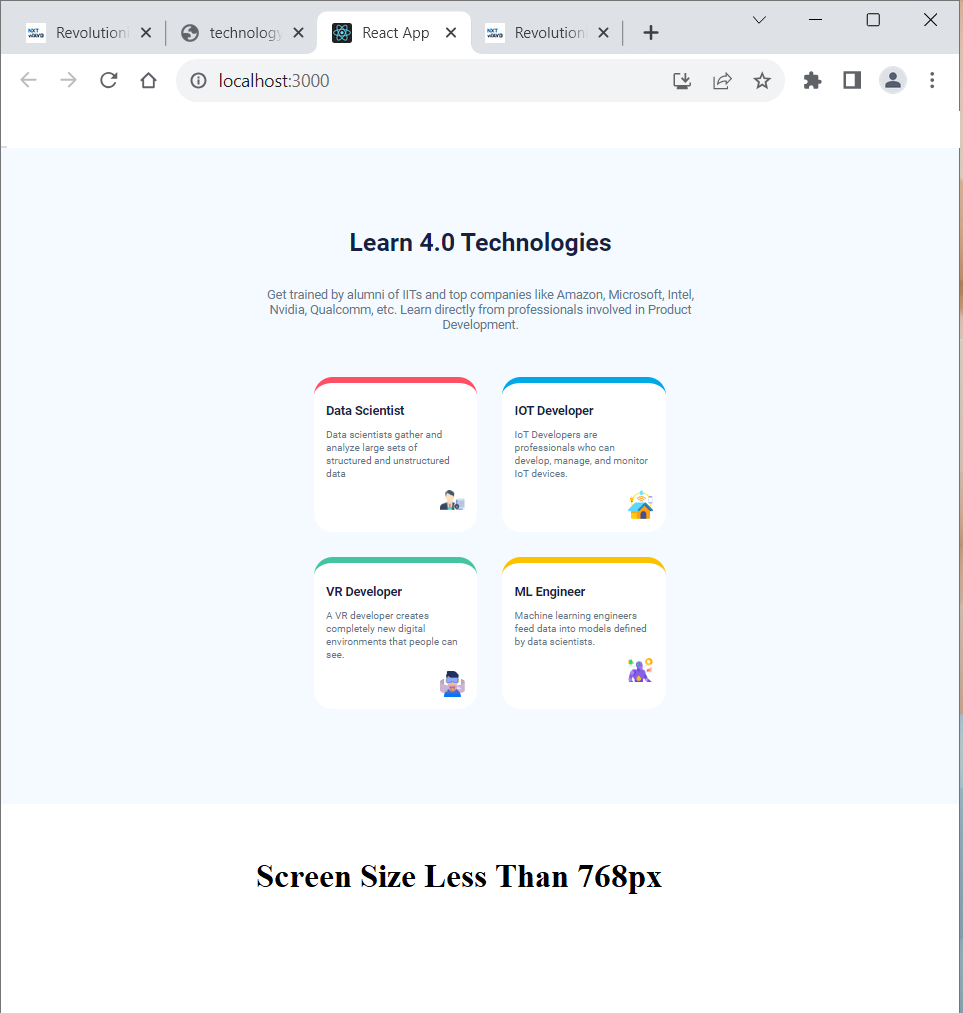 Revolutioni
technology
React App
Revolution
localhost:3000
Learn 4.0 Technologies
Get trained by alumni of IITs and top companies like Amazon, Microsoft, Intel,
Nvidia, Qualcomm, etc. Learn directly from professionals involved in Product
Development.
Data Scientist
Data scientists gather and
analyze large sets of
structured and unstructured
data
IOT Developer
IoT Developers are
professionals who can
develop, manage, and monitor
IoT devices.
VR Developer
A VR developer creates
completely new digital
environments that people can
see.
ML Engineer
Machine learning engineers
feed data into models defined
by data scientists.
Screen Size Less Than 768px